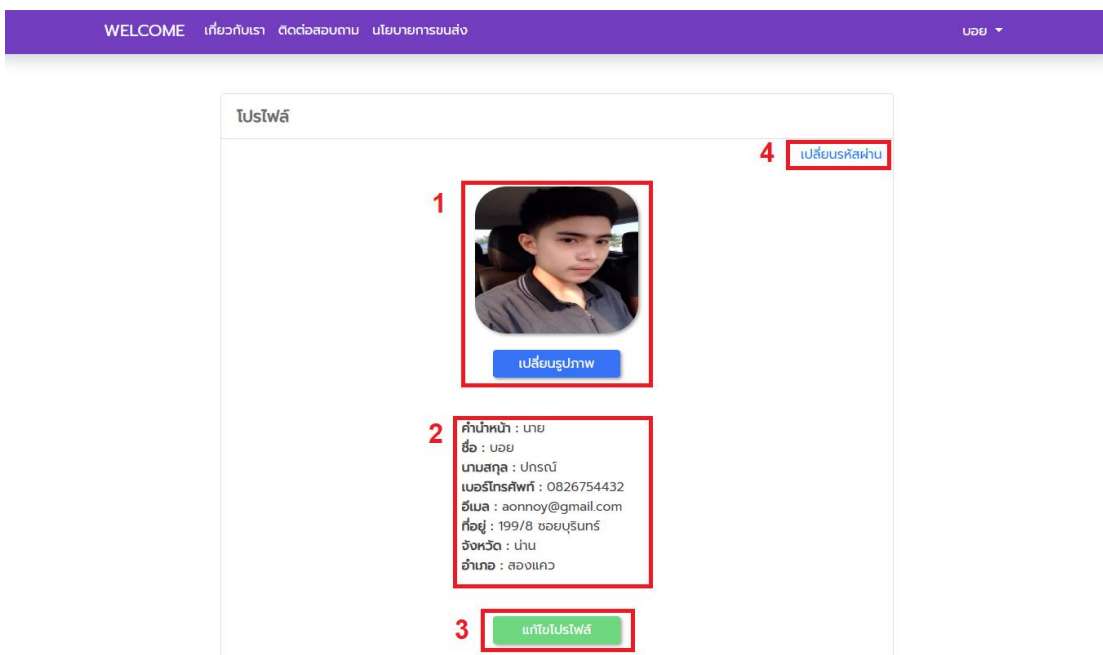 WELCOME เกี่ยวกับเรา ติดต่อสอบถาม นโยบายการขนส่ง บอย
โปรไฟล์
4 เปลี่ยนรหัสผ่าน
1
เปลี่ยนรูปภาพ
2 คำนำหน้า : นาย
ชื่อ : บอย
นามสกุล : ปกรณ์
เบอร์โทรศัพท์ : 0826754432
อีเมล : aonnoy@gmail.com
ที่อยู่ : 199/8 ซอยบุรินทร์
จังหวัด : น่าน
อำเภอ : สองแคว
3 แก้ไขโปรไฟล์